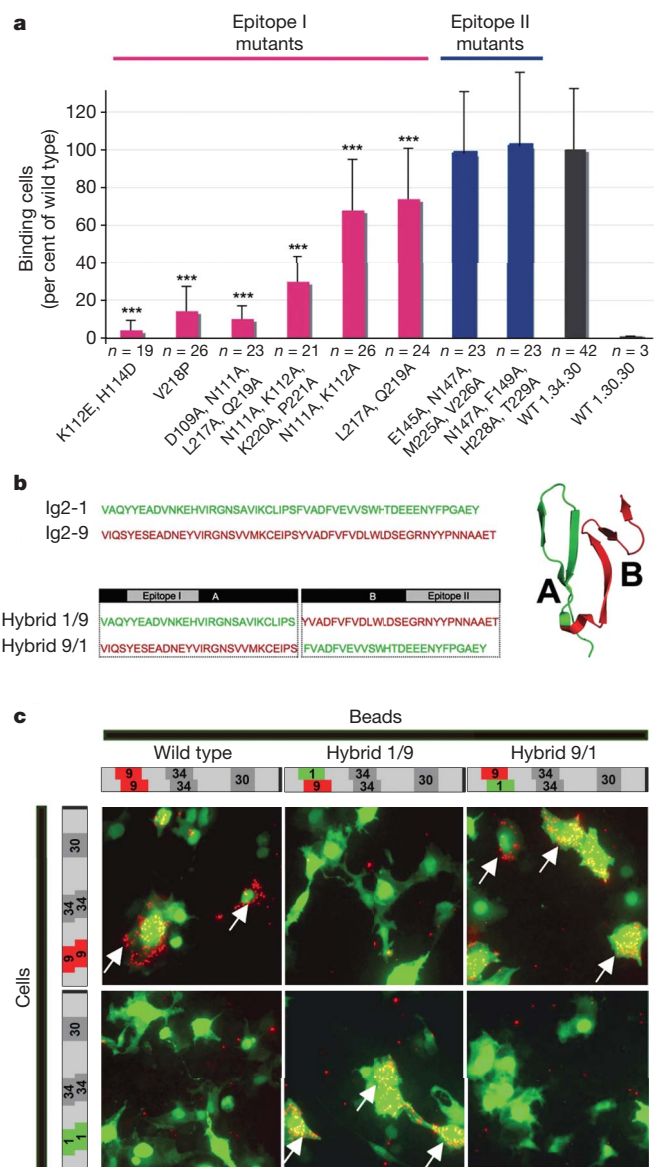 a
Epitope I
mutants
Epitope II
mutants
Binding cells
(per cent of wild type)
120
100
80
60
40
20
0
***
***
***
***
***
***
n = 19
n = 26
n = 23
n = 21
n = 26
n = 24
n = 23
n = 23
n = 42
n = 3
K112E, H114D
V218P
D109A, N111A,
L217A, Q219A
N111A, K112A,
K220A, P221A
N111A, K112A
L217A, Q219A
E145A, N147A,
M225A, V226A
N147A, F149A,
H228A, T229A
WT 1.34.30
WT 1.30.30
b
Ig2-1
VAQYYEADVNKEHVIRGNSAVIKCLIPSFVADFVEVVSWHTDEEENYFPGAEY
Ig2-9
VIQSYESEADNEYVIRGNSVVMKCEIPSYVADFVFVDLWLDSEGRNYYPNNAAET
A
B
Epitope I
A
B
Epitope II
Hybrid 1/9
VAQYYEADVNKEHVIRGNSAVIKCLIPS
YVADFVFVDLWLDSEGRNYYPNNAAET
Hybrid 9/1
VIQSYESEADNEYVIRGNSVVMKCEIPS
FVADFVEVVSWHTDEEENYFPGAEY
c
Beads
Wild type
Hybrid 1/9
Hybrid 9/1
9
9
34
34
30
1
9
34
34
30
9
1
34
34
30
Cells
30
34
34
9
9
30
34
34
1
1